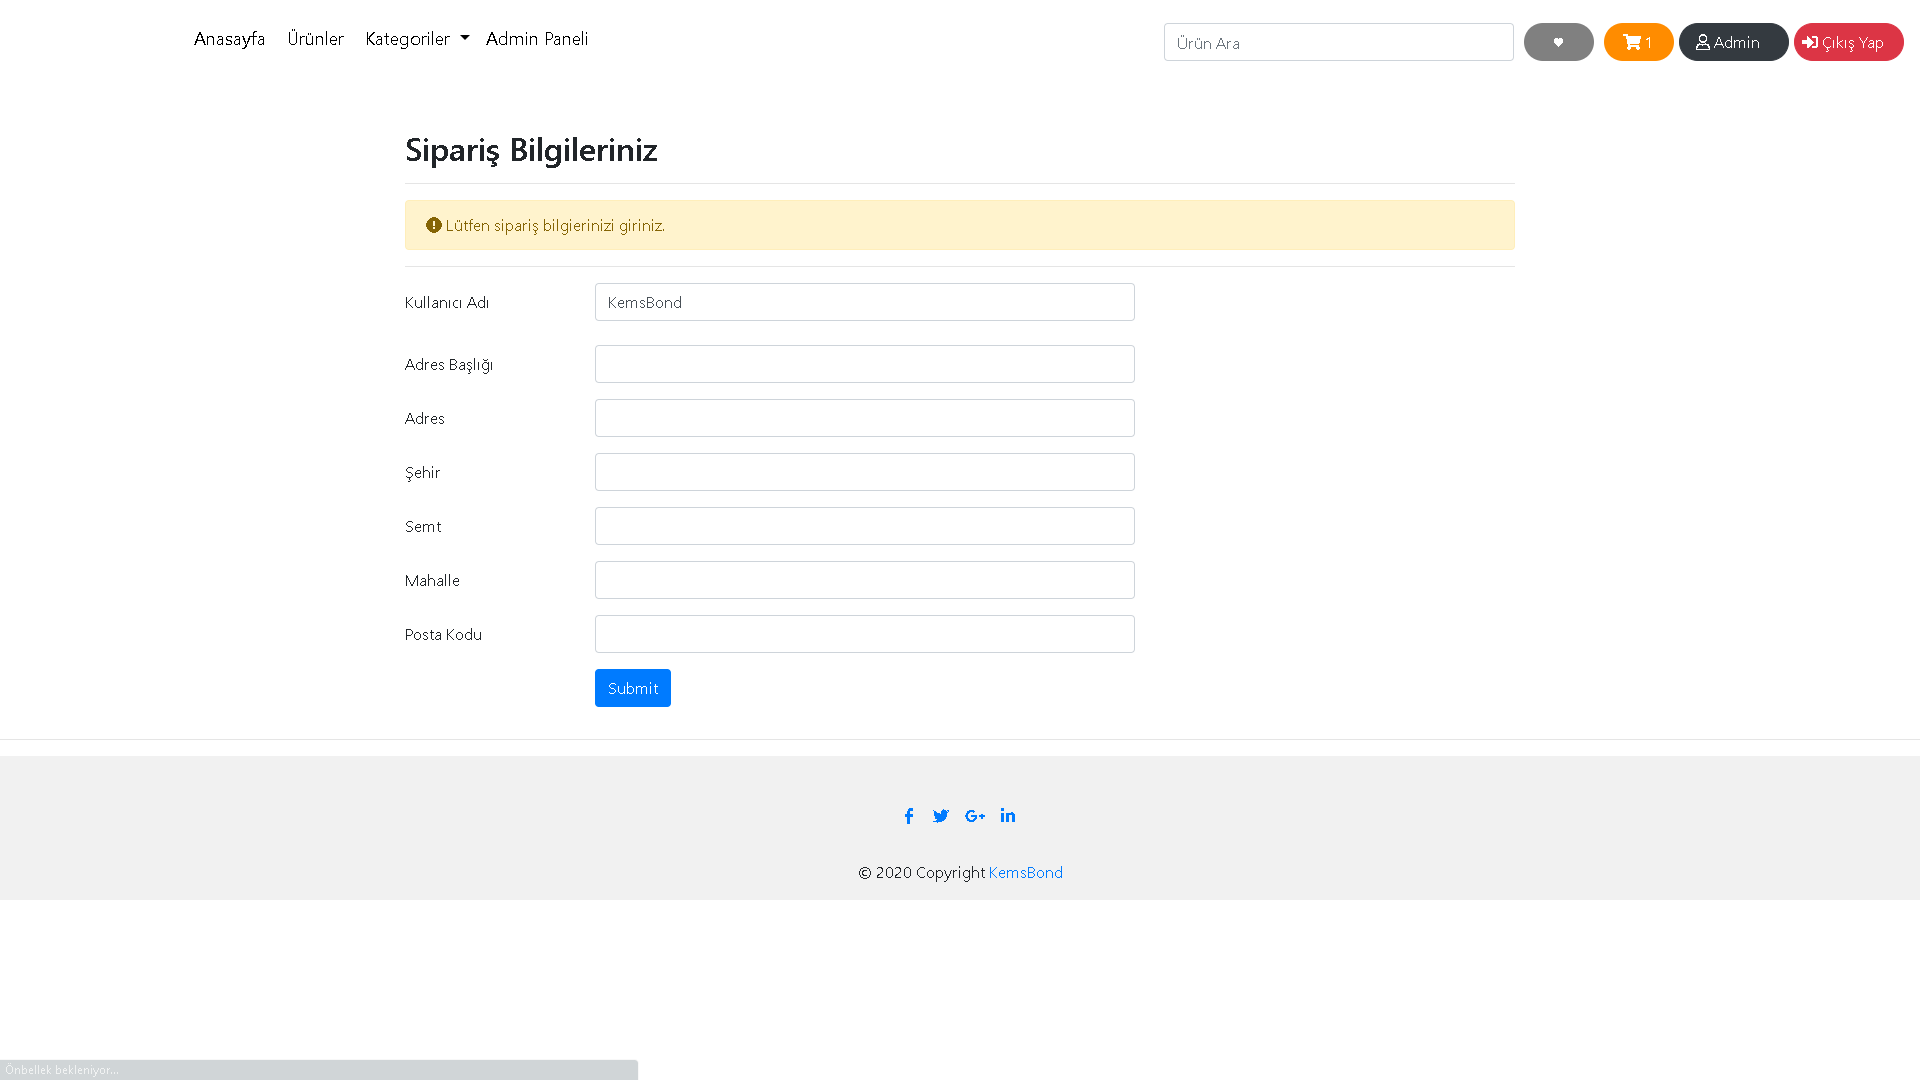 Anasayfa Ürünler Kategoriler Admin Paneli Ürün Ara 1 Admin Çıkış Yap
Sipariş Bilgileriniz
Lütfen sipariş bilgierinizi giriniz.
Kullanıcı Adı KemsBond
Adres Başlığı
Adres
Şehir
Semt
Mahalle
Posta Kodu
Submit
© 2020 Copyright KemsBond
Önbellek bekleniyor...